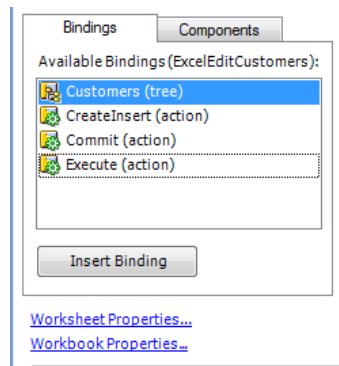 Bindings Components
Available Bindings(ExcelEditCustomers):
Customers (tree)
CreateInsert (action)
Commit (action)
Execute (action)
Insert Binding
Worksheet Properties...
Workbook Properties...